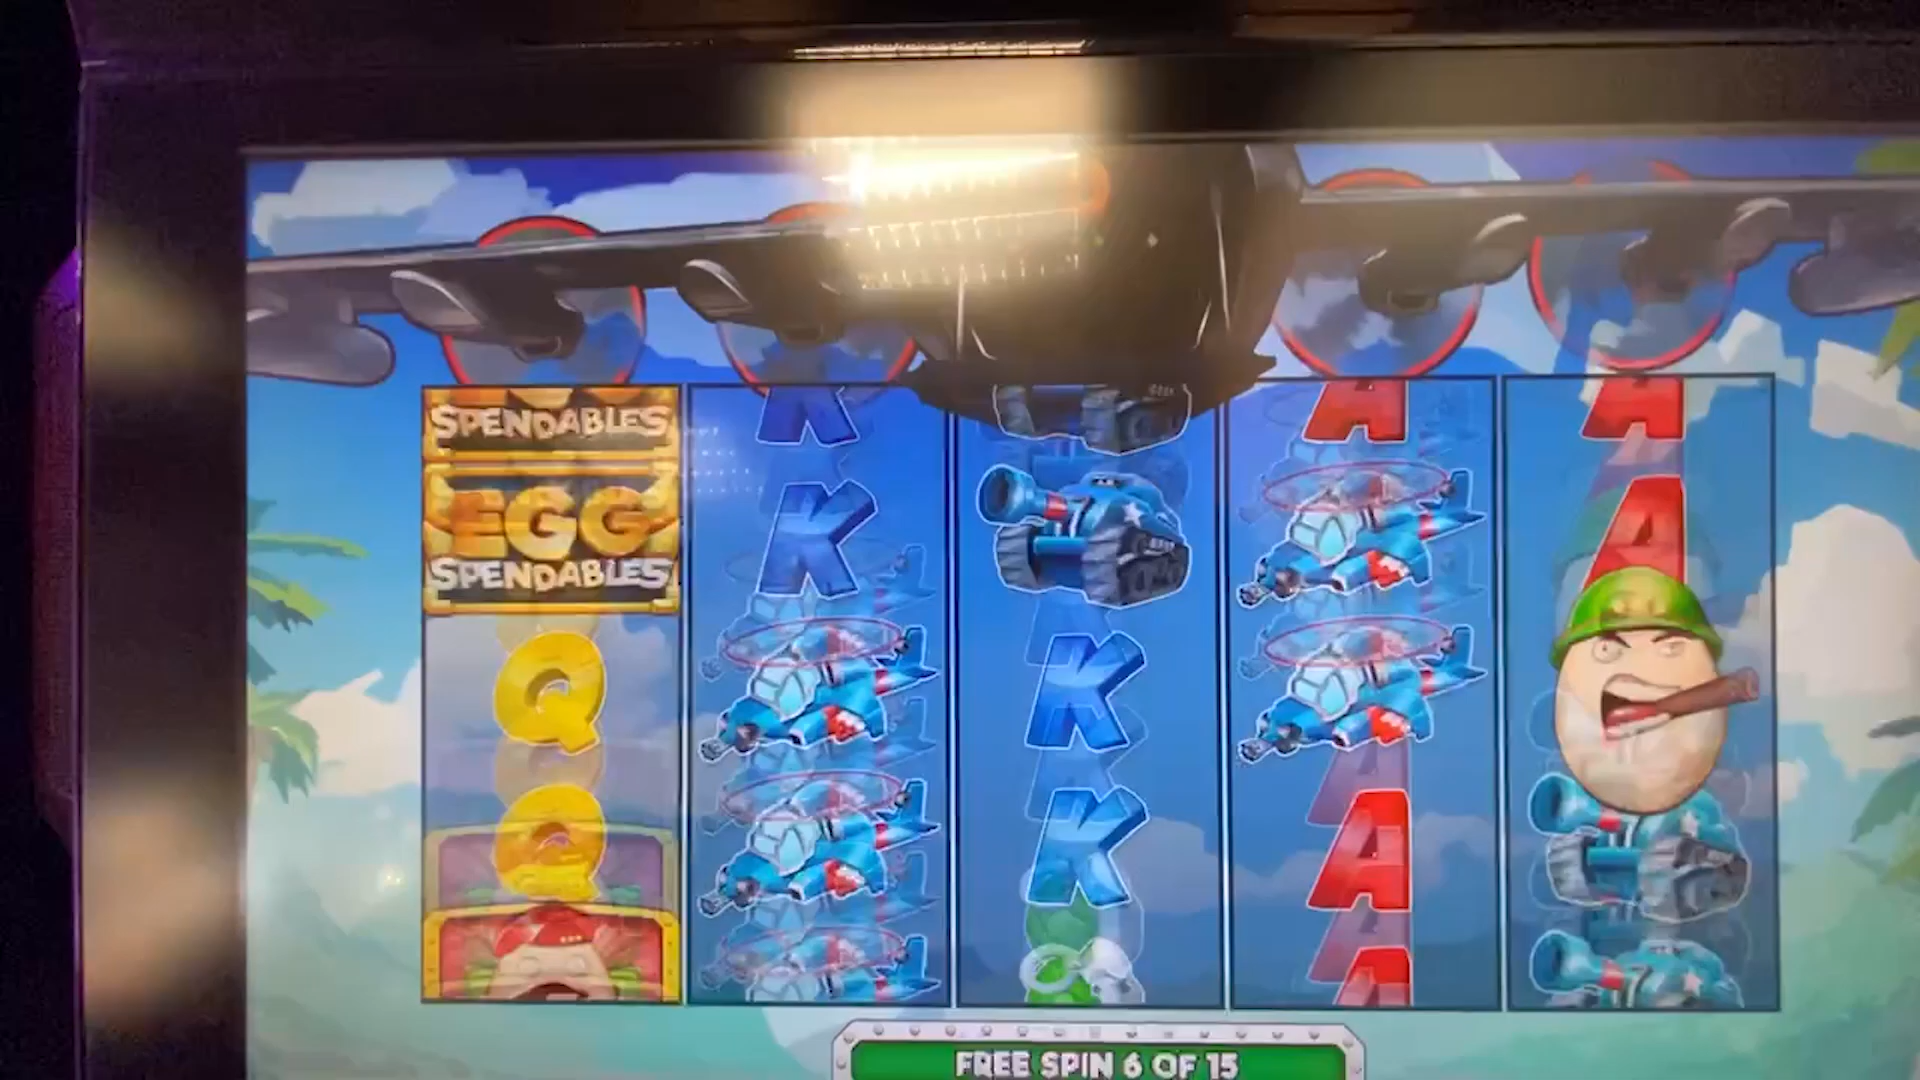 SPENDABLES
EGG
SPENDABLES
K
A
A
K
A
Q
K
Q
K
A
A
FREE SPIN 6 OF 15